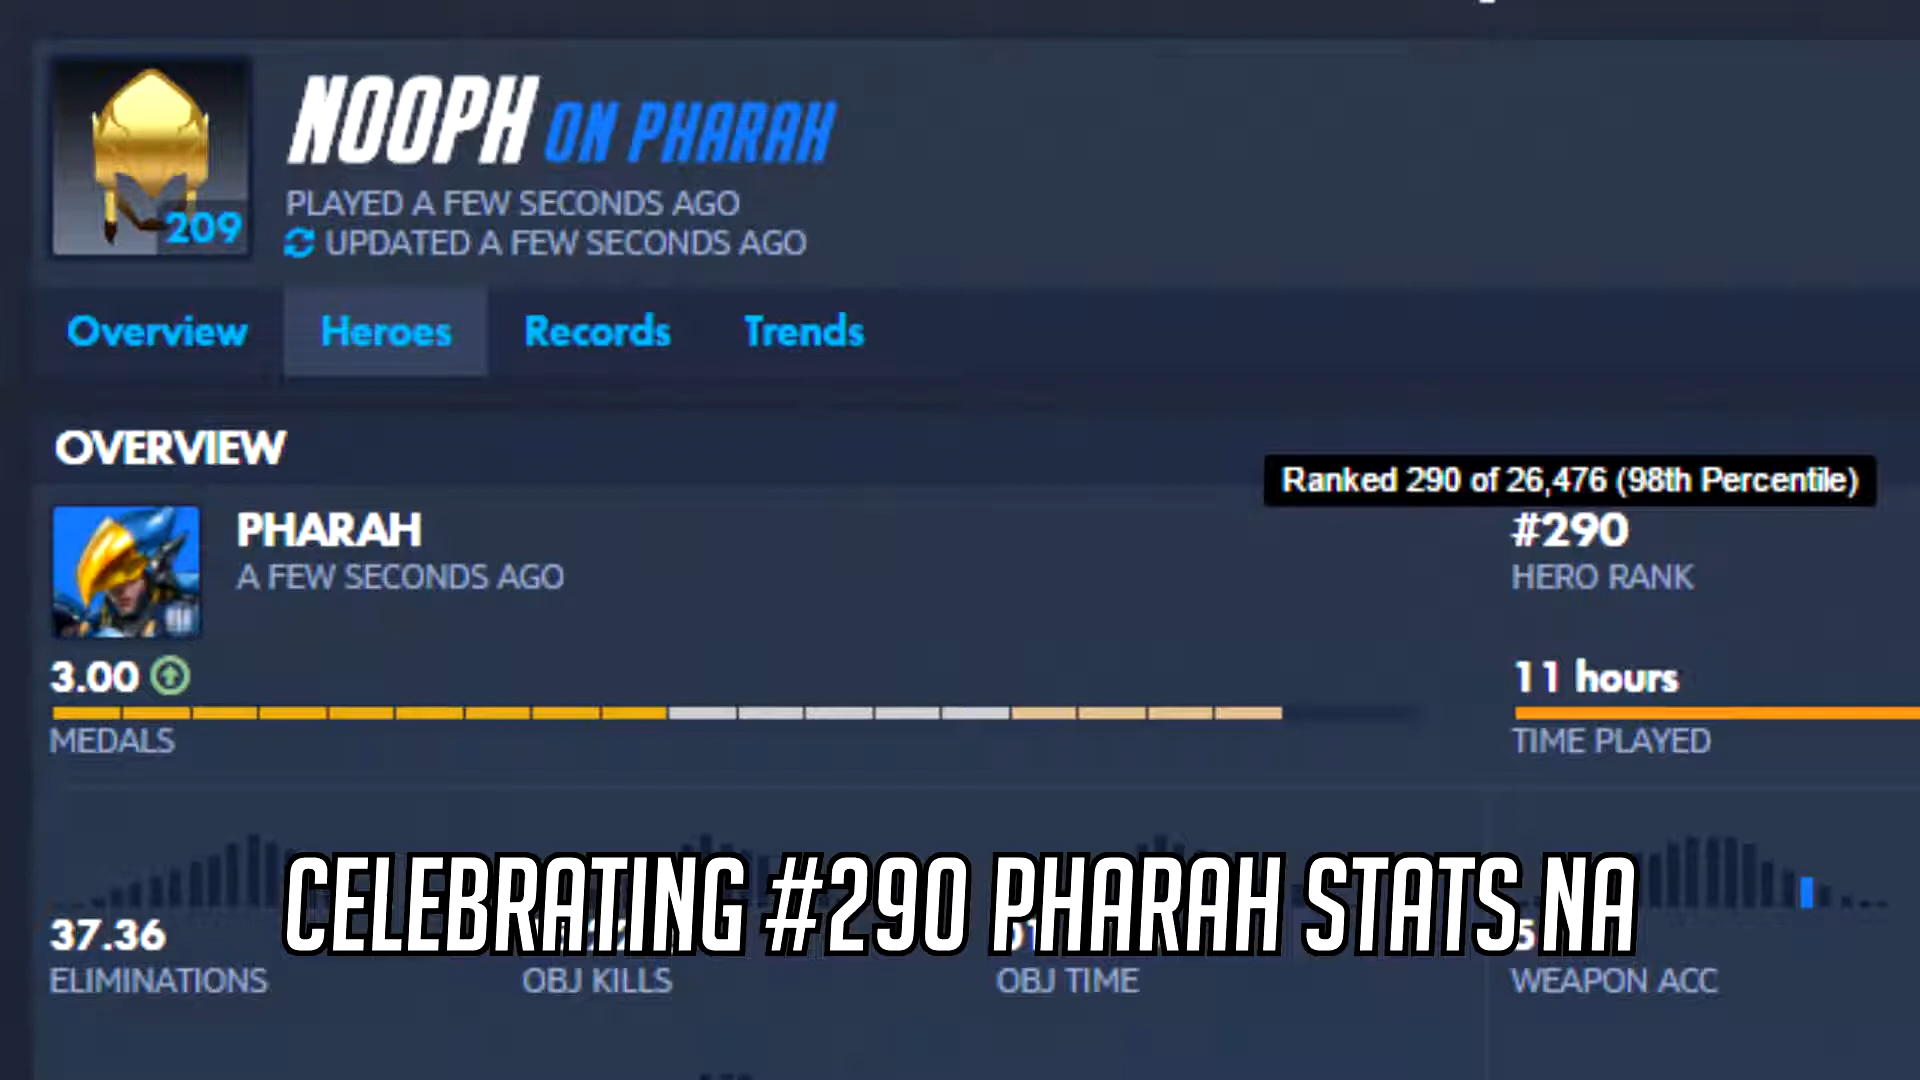 NOOPH ON PHARAH
209
PLAYED A FEW SECONDS AGO
UPDATED A FEW SECONDS AGO
Overview Heroes Records Trends
OVERVIEW
Ranked 290 of 26,476 (98th Percentile)
PHARAH
#290
A FEW SECONDS AGO
HERO RANK
3.00
11 hours
MEDALS
TIME PLAYED
CELEBRATING #290 PHARAH STATS NA
37.36
ELIMINATIONS
OBJ KILLS
OBJ TIME
WEAPON ACC